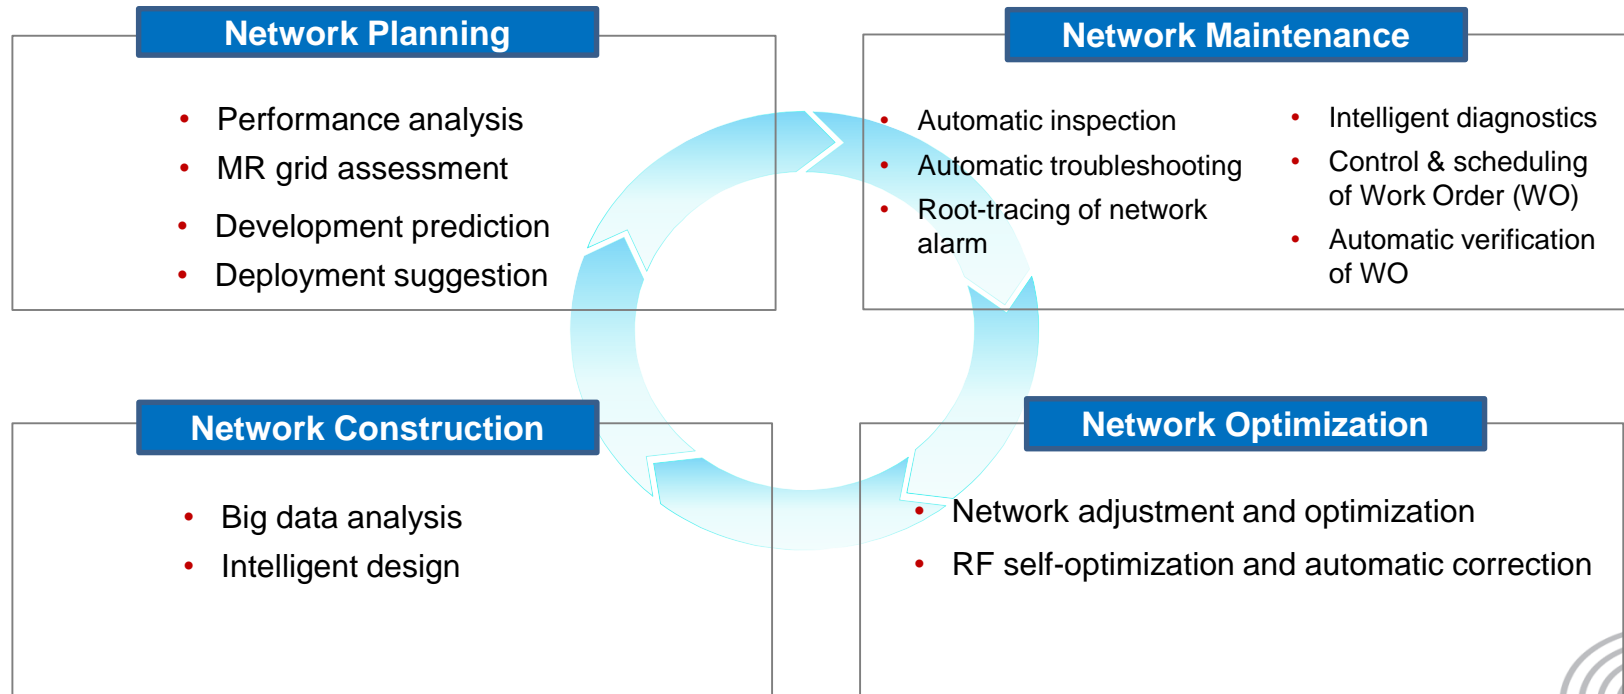 Network Planning
• Performance analysis
• MR grid assessment
• Development prediction
• Deployment suggestion
Network Maintenance
• Automatic inspection
• Automatic troubleshooting
• Root-tracing of network
alarm
• Intelligent diagnostics
• Control & scheduling
of Work Order (WO)
• Automatic verification
of WO
Network Construction
• Big data analysis
• Intelligent design
Network Optimization
• Network adjustment and optimization
• RF self-optimization and automatic correction